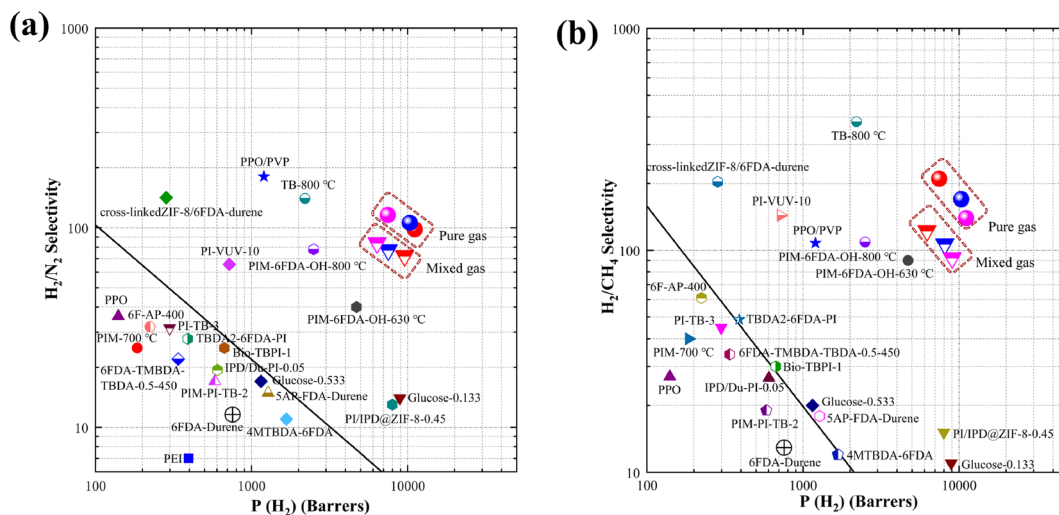 (a)
1000
100
10
H2/N2 Selectivity
PPO/PVP
TB-800 °C
cross-linkedZIF-8/6FDA-durene
Pure gas
PI-VUV-10
PIM-6FDA-OH-800 °C
Mixed gas
PPO
6F-AP-400
PI-TB-3
PIM-6FDA-OH-630 °C
PIM-700 °C
TBDA2-6FDA-PI
Bio-TBPI-1
6FDA-TMBDA-
TBDA-0.5-450
IPD/Du-PI-0.05
PIM-PI-TB-2
Glucose-0.533
5AP-FDA-Durene
Glucose-0.133
6FDA-Durene
4MTBDA-6FDA
PI/IPD@ZIF-8-0.45
PEI
100
1000
10000
P (H2) (Barrers)
(b)
1000
100
10
H2/CH4 Selectivity
TB-800 °C
cross-linkedZIF-8/6FDA-durene
PI-VUV-10
PPO/PVP
Pure gas
PIM-6FDA-OH-800 °C
Mixed gas
PIM-6FDA-OH-630 °C
6F-AP-400
PI-TB-3
TBDA2-6FDA-PI
PIM-700 °C
6FDA-TMBDA-TBDA-0.5-450
Bio-TBPI-1
PPO
IPD/Du-PI-0.05
Glucose-0.533
PIM-PI-TB-2
5AP-FDA-Durene
PI/IPD@ZIF-8-0.45
6FDA-Durene
4MTBDA-6FDA
Glucose-0.133
100
1000
10000
P (H2) (Barrers)